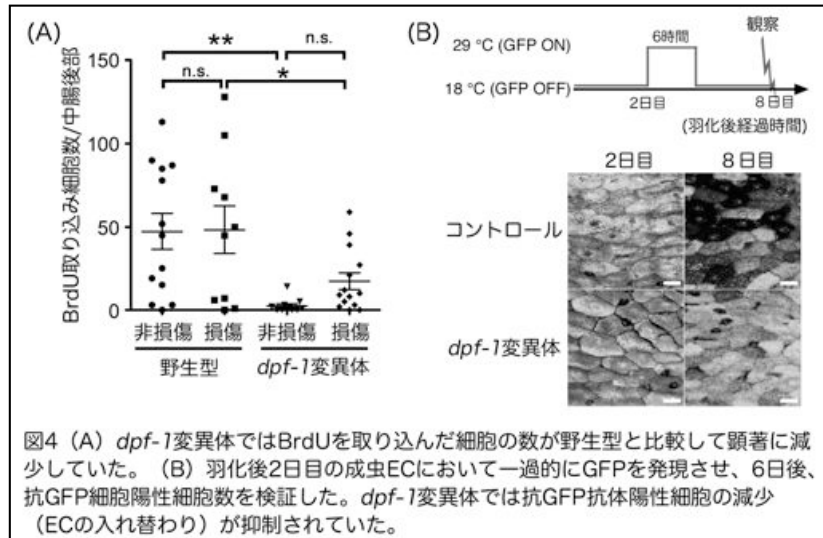 (A)
BrdU取り込み細胞数/中腸後部
150
100
50
0
**
n.s.
n.s.
*
非損傷 損傷 非損傷 損傷
野生型 dpf-1変異体
(B)
29 °C (GFP ON)
18 °C (GFP OFF)
6時間
観察
2日目
8日目
(羽化後経過時間)
2日目 8日目
コントロール
dpf-1変異体
図4（A）dpf-1変異体ではBrdUを取り込んだ細胞の数が野生型と比較して顕著に減
少していた。（B）羽化後2日目の成虫ECにおいて一過的にGFPを発現させ、6日後、
抗GFP細胞陽性細胞数を検証した。dpf-1変異体では抗GFP抗体陽性細胞の減少
（ECの入れ替わり）が抑制されていた。